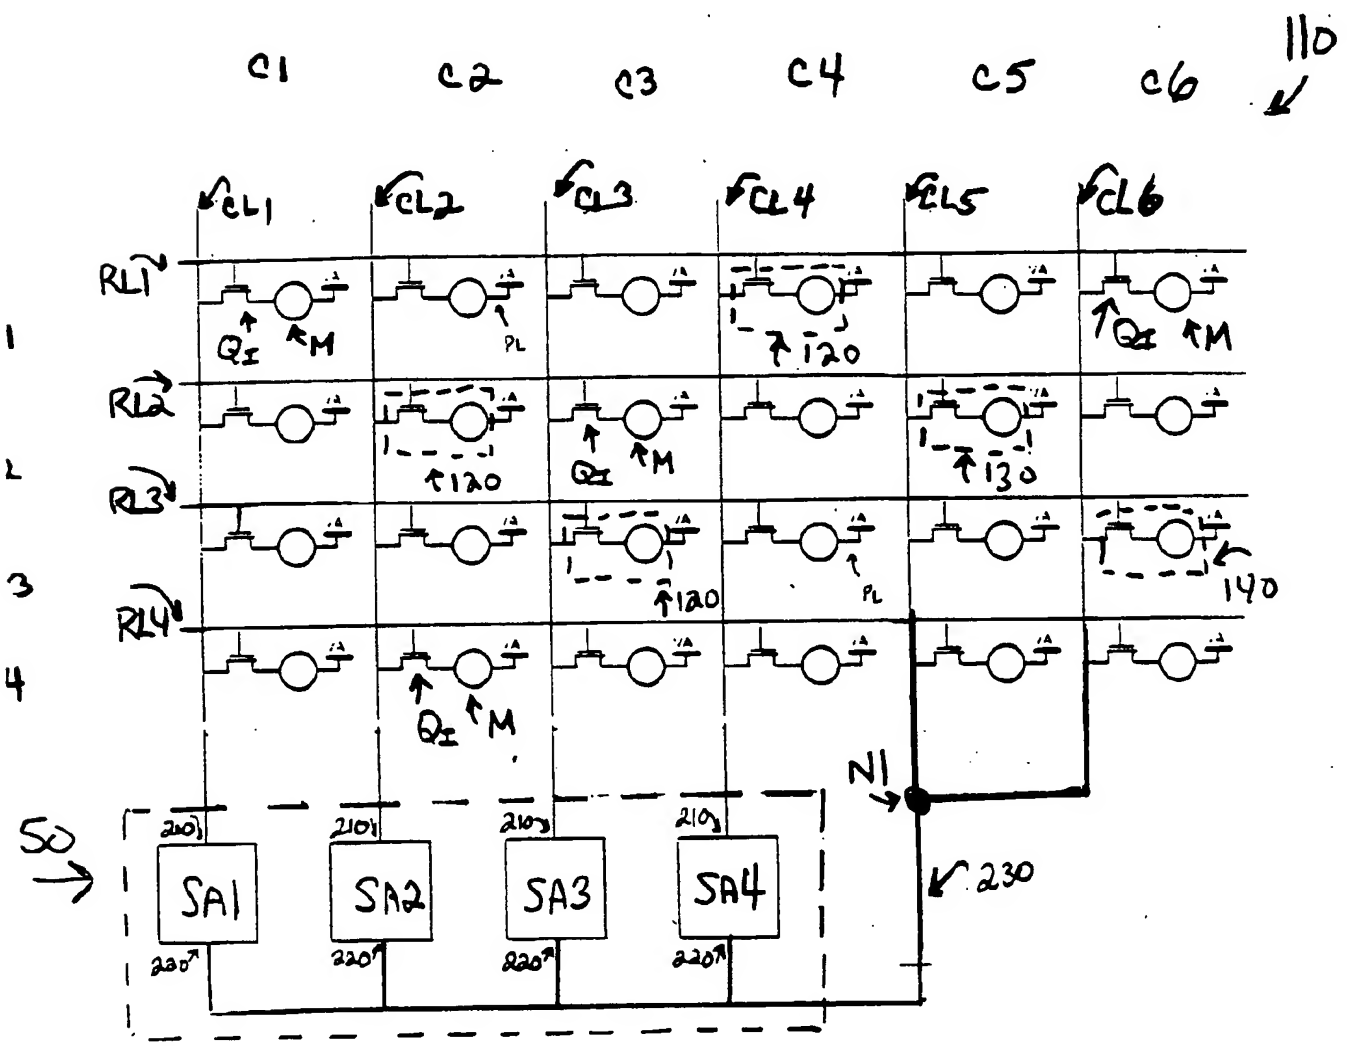 110
C1 C2 C3 C4 C5 C6
CL1 CL2 CL3 CL4 CL5 CL6
RL1
1
QI M PL 120 QI M
RL2
120 QI M 130
2
RL3
120 PL 140
3
RL4
4
QI M
N1
50
210 210 210 210
SA1 SA2 SA3 SA4
230
220 220 220 220